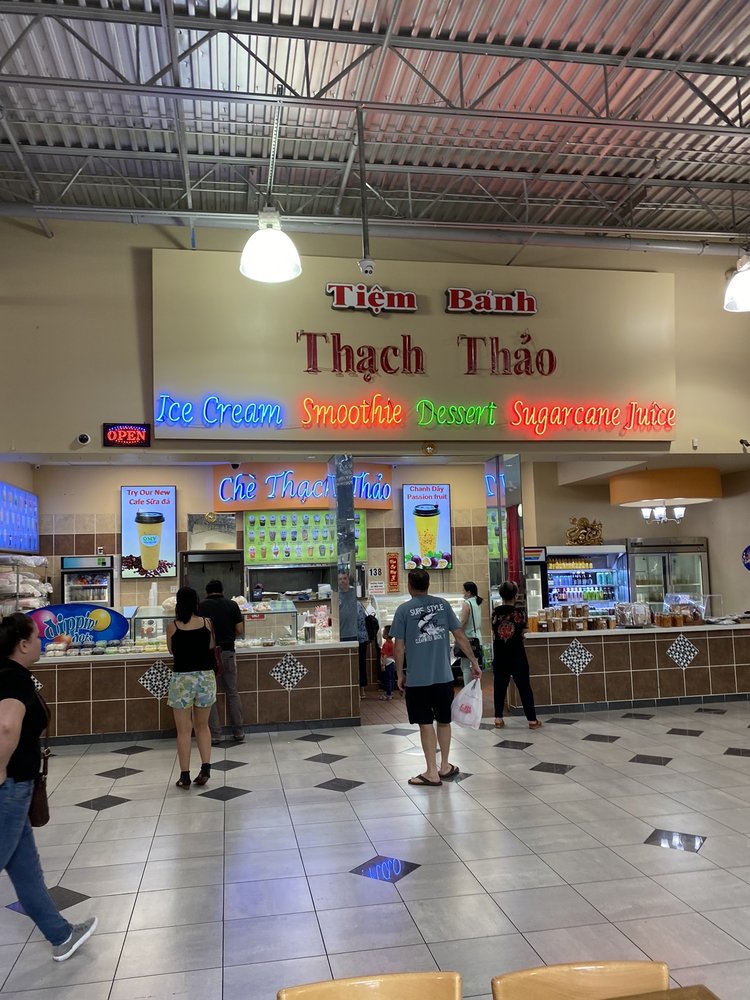 Tiệm Bánh
Thạch Thảo
Ice Cream Smoothie Dessert Sugarcane Juice
OPEN
Chè Thạch Thảo
Try Our New
Cafe Sữa đá
Chanh Dây
Passion fruit
138
dippin'
dots
SURF STYLE